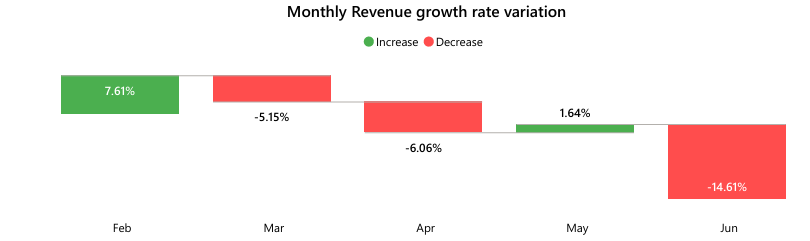 Monthly Revenue growth rate variation
Increase Decrease
7.61%
-5.15%
-6.06%
1.64%
-14.61%
Feb Mar Apr May Jun